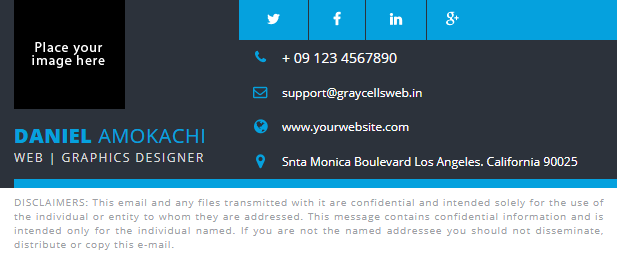 Place your
image here
DANIEL AMOKACHI
WEB | GRAPHICS DESIGNER
+ 09 123 4567890
support@graycellsweb.in
www.yourwebsite.com
Snta Monica Boulevard Los Angeles. California 90025
DISCLAIMERS: This email and any files transmitted with it are confidential and intended solely for the use of
the individual or entity to whom they are addressed. This message contains confidential information and is
intended only for the individual named. If you are not the named addressee you should not disseminate,
distribute or copy this e-mail.